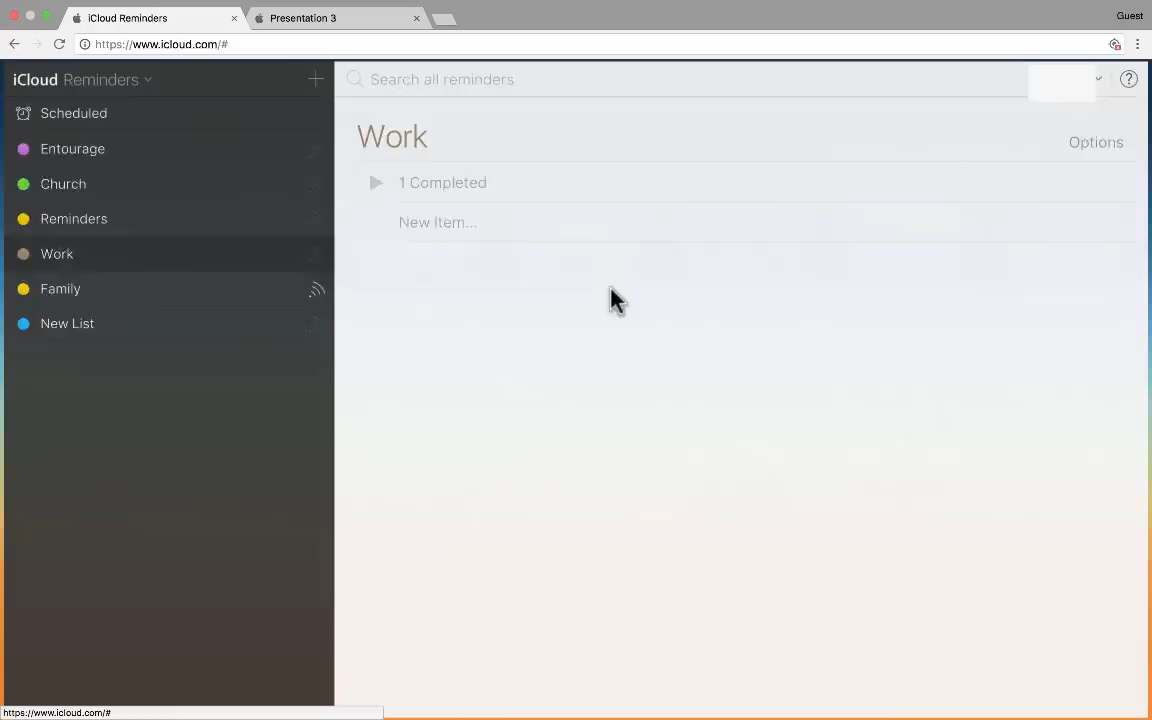 iCloud Reminders
Presentation 3
Guest
https://www.icloud.com/#
iCloud Reminders
Search all reminders
?
Scheduled
Entourage
Church
Reminders
Work
Family
New List
Work
Options
1 Completed
New Item...
https://www.icloud.com/#